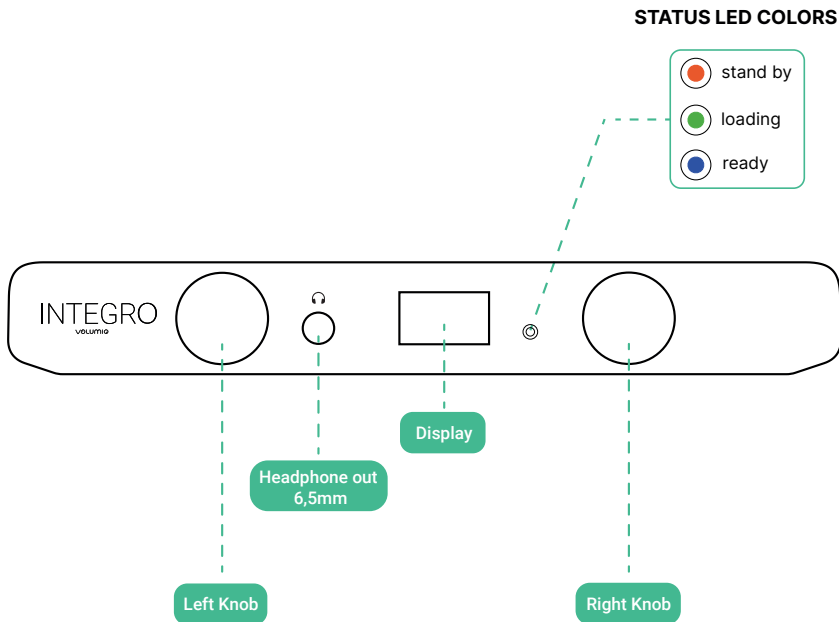 STATUS LED COLORS
stand by
loading
ready
INTEGRO
volumio
Display
Headphone out
6,5mm
Left Knob
Right Knob